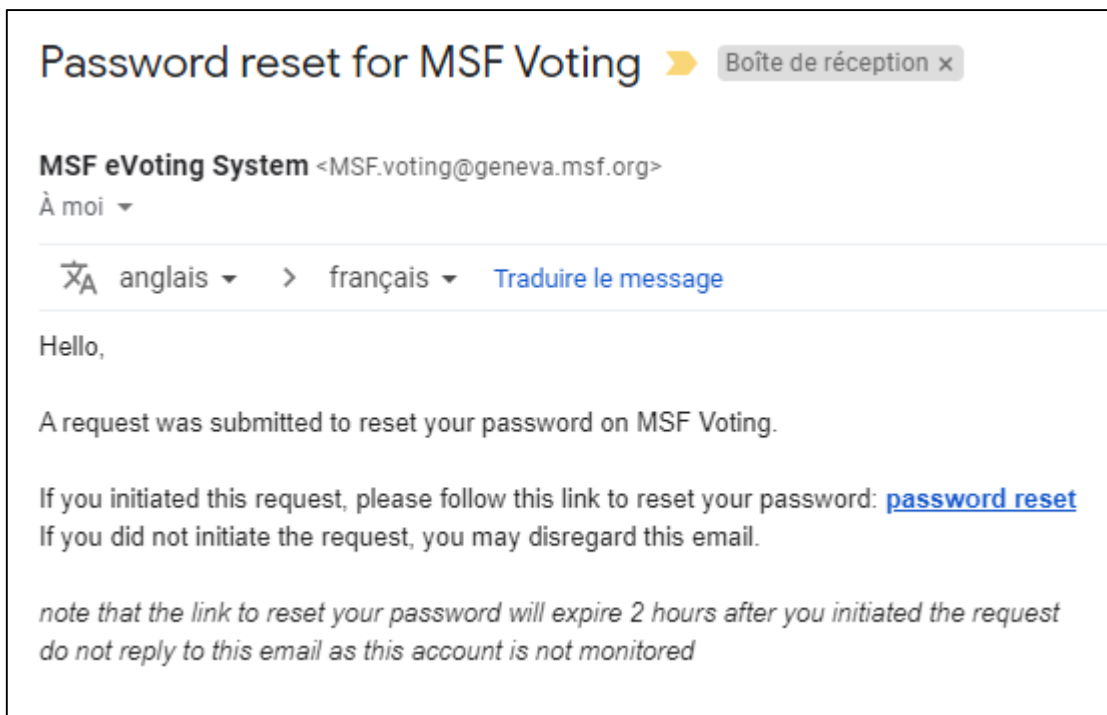 Password reset for MSF Voting Boîte de réception ×
MSF eVoting System <MSF.voting@geneva.msf.org>
À moi
anglais > français Traduire le message
Hello,
A request was submitted to reset your password on MSF Voting.
If you initiated this request, please follow this link to reset your password: password reset
If you did not initiate the request, you may disregard this email.
note that the link to reset your password will expire 2 hours after you initiated the request
do not reply to this email as this account is not monitored